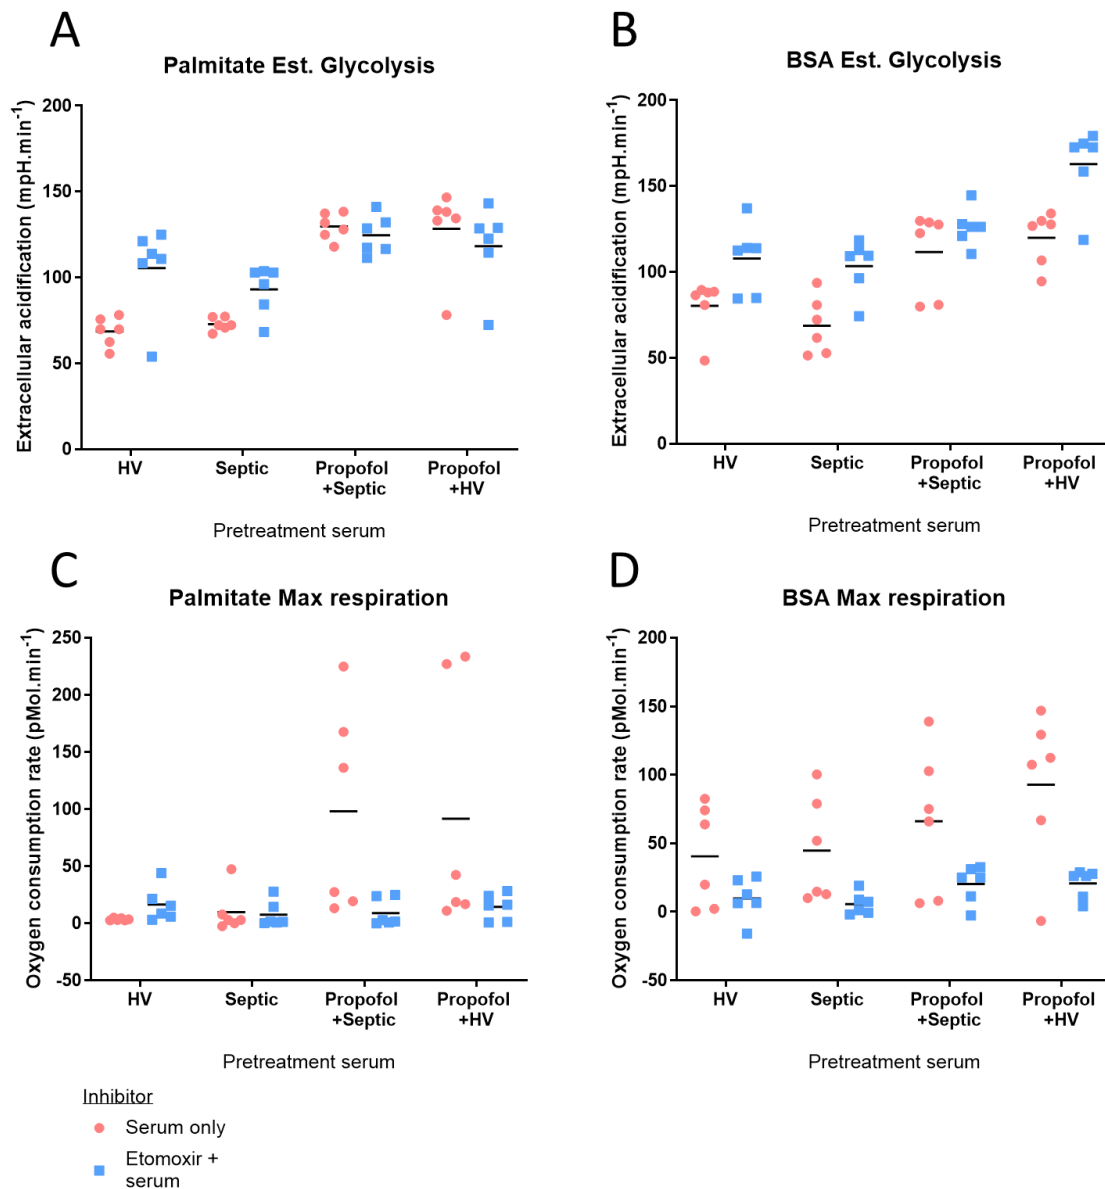 A
Palmitate Est. Glycolysis
Extracellular acidification (mpH.min-1)
200
150
100
50
0
HV
Septic
Propofol
+Septic
Propofol
+HV
Pretreatment serum
B
BSA Est. Glycolysis
Extracellular acidification (mpH.min-1)
200
150
100
50
0
HV
Septic
Propofol
+Septic
Propofol
+HV
Pretreatment serum
C
Palmitate Max respiration
Oxygen consumption rate (pMol.min-1)
250
200
150
100
50
0
-50
HV
Septic
Propofol
+Septic
Propofol
+HV
Pretreatment serum
D
BSA Max respiration
Oxygen consumption rate (pMol.min-1)
200
150
100
50
0
-50
HV
Septic
Propofol
+Septic
Propofol
+HV
Pretreatment serum
Inhibitor
Serum only
Etomoxir +
serum